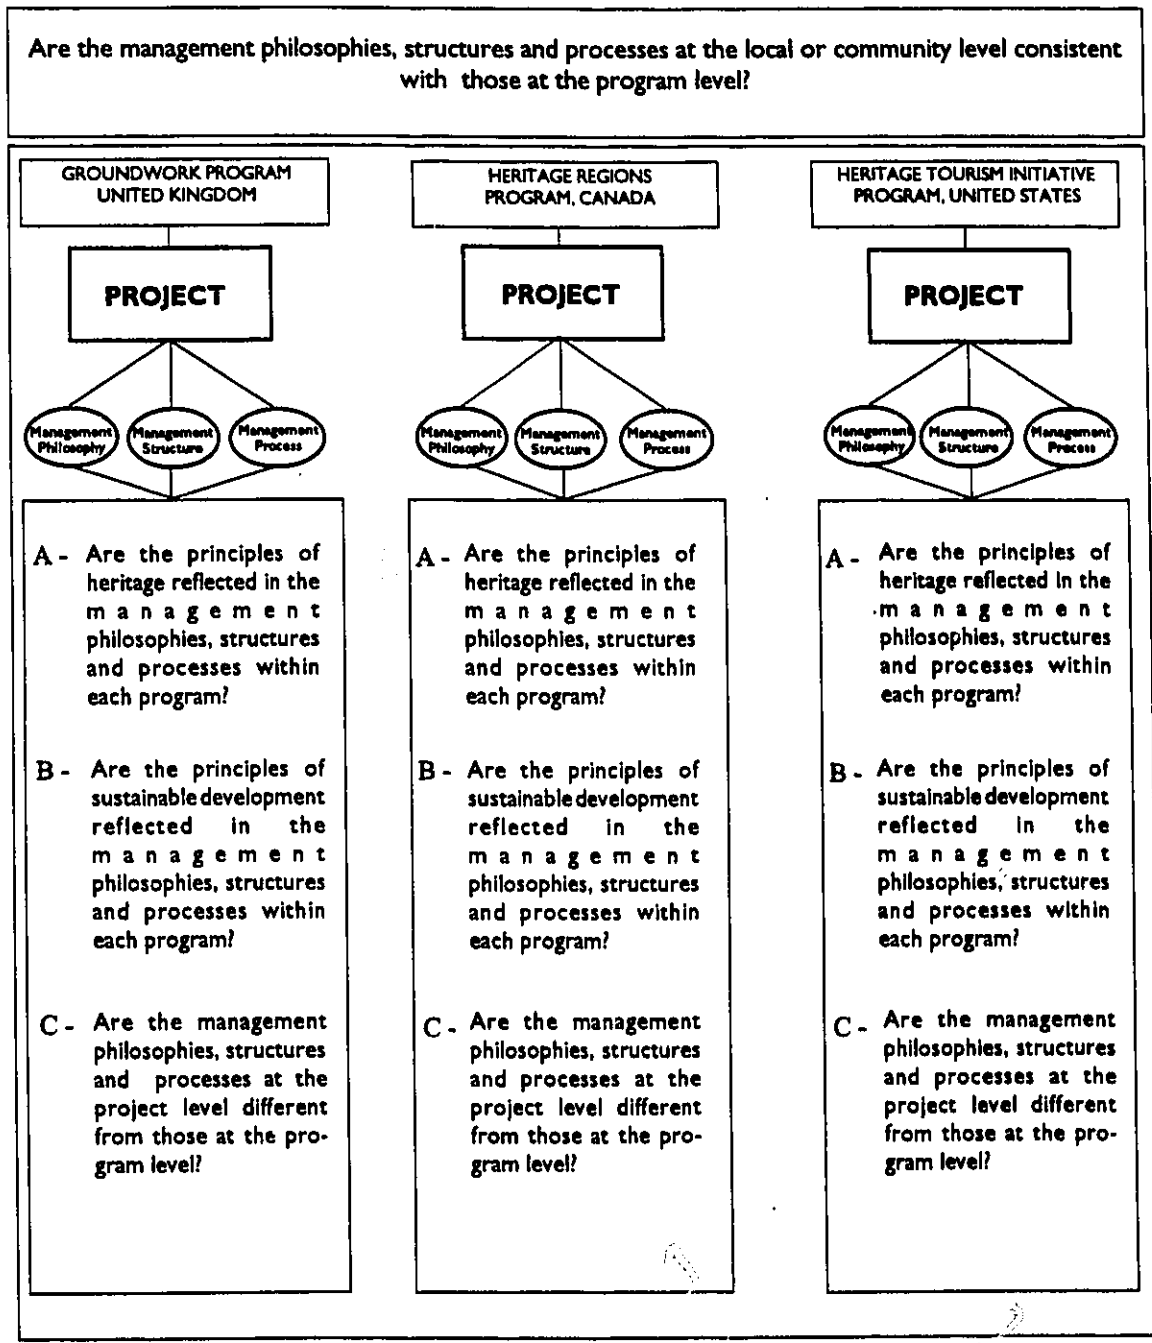 Are the management philosophies, structures and processes at the local or community level consistent
with those at the program level?
GROUNDWORK PROGRAM
UNITED KINGDOM
PROJECT
Management
Philosophy
Management
Structure
Management
Process
A - Are the principles of
heritage reflected in the
management
philosophies, structures
and processes within
each program?
B - Are the principles of
sustainable development
reflected in the
management
philosophies, structures
and processes within
each program?
C - Are the management
philosophies, structures
and processes at the
project level different
from those at the pro-
gram level?
HERITAGE REGIONS
PROGRAM, CANADA
PROJECT
Management
Philosophy
Management
Structure
Management
Process
A - Are the principles of
heritage reflected in the
management
philosophies, structures
and processes within
each program?
B - Are the principles of
sustainable development
reflected in the
management
philosophies, structures
and processes within
each program?
C - Are the management
philosophies, structures
and processes at the
project level different
from those at the pro-
gram level?
HERITAGE TOURISM INITIATIVE
PROGRAM, UNITED STATES
PROJECT
Management
Philosophy
Management
Structure
Management
Process
A - Are the principles of
heritage reflected in the
management
philosophies, structures
and processes within
each program?
B - Are the principles of
sustainable development
reflected in the
management
philosophies, structures
and processes within
each program?
C - Are the management
philosophies, structures
and processes at the
project level different
from those at the pro-
gram level?